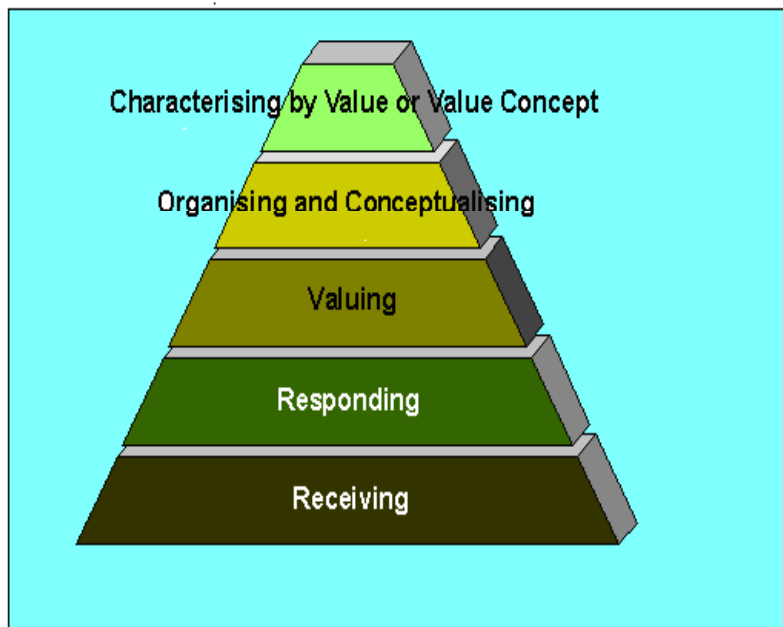 Characterising by Value or Value Concept
Organising and Conceptualising
Valuing
Responding
Receiving